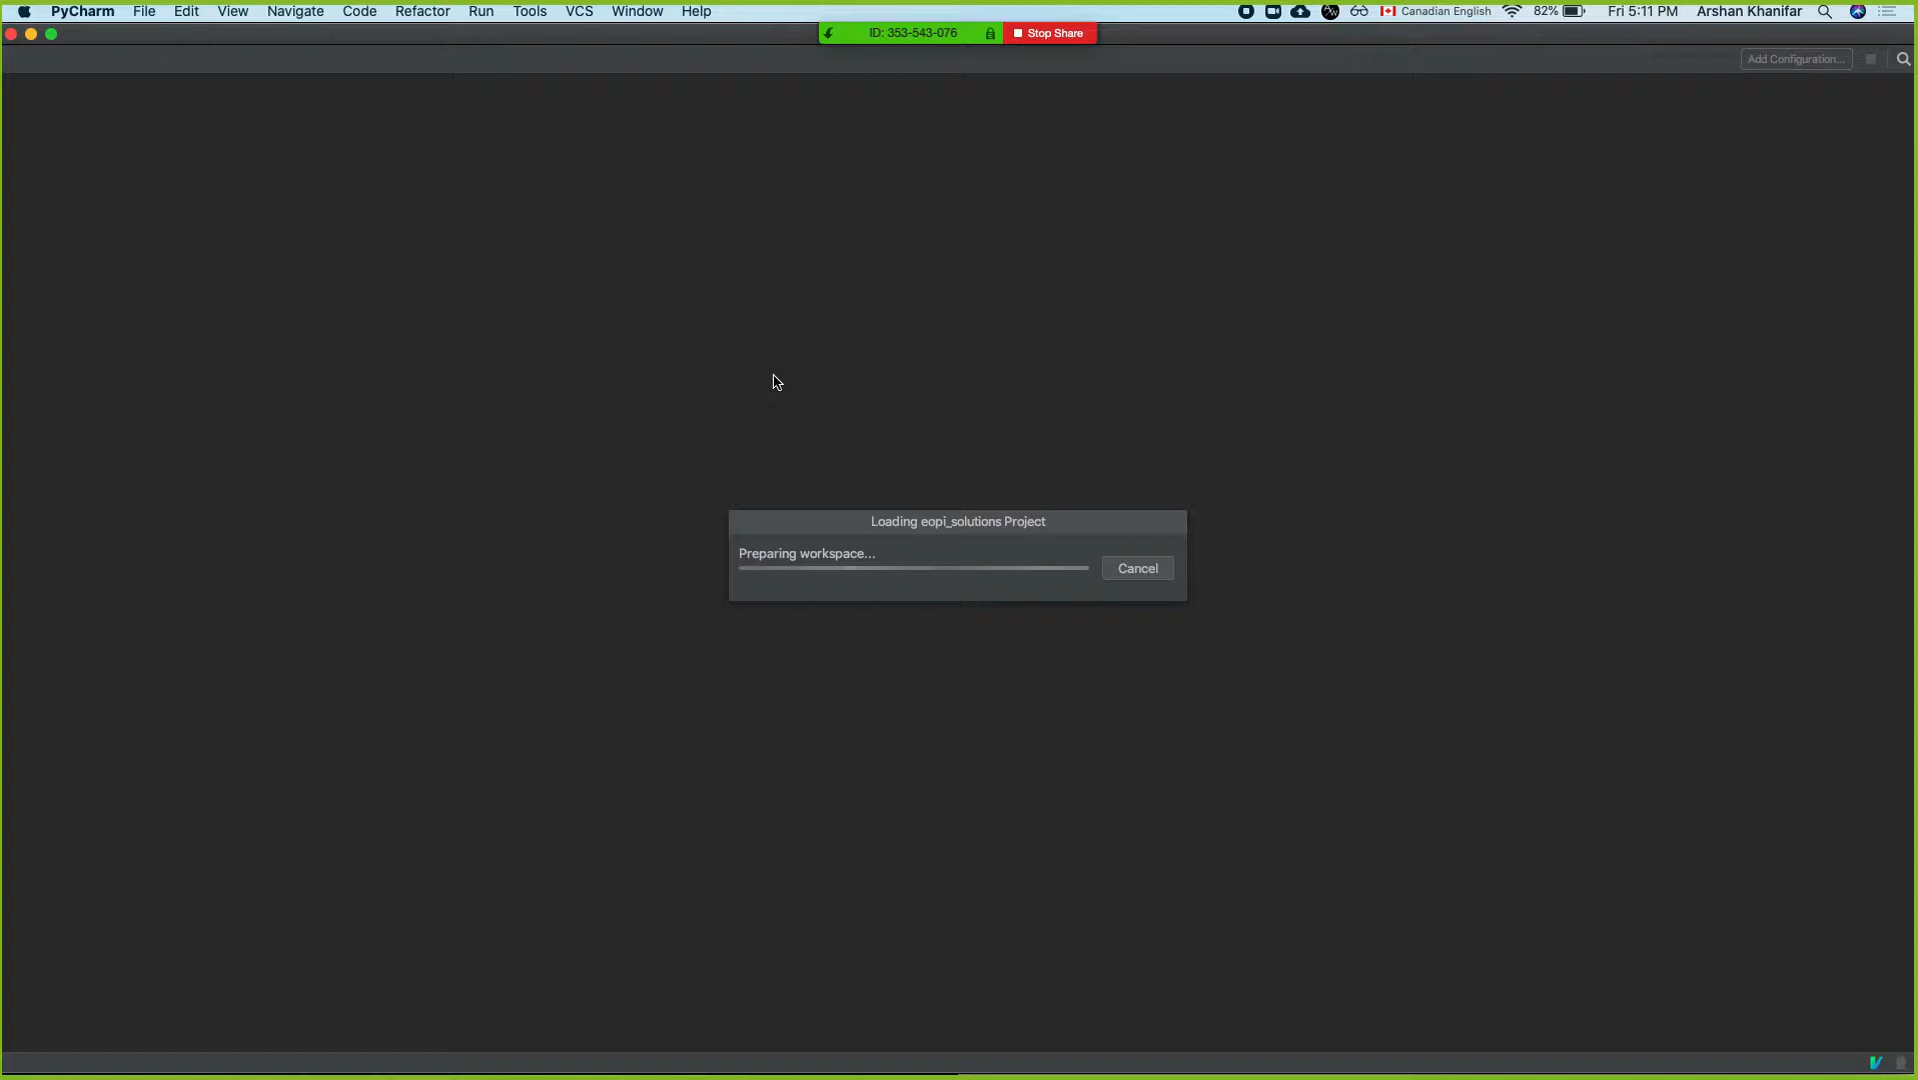 PyCharm File Edit View Navigate Code Refactor Run Tools VCS Window Help Canadian English 82% Fri 5:11 PM Arshan Khanifar
ID: 353-543-076 Stop Share
Add Configuration...
Loading eopi_solutions Project
Preparing workspace...
Cancel